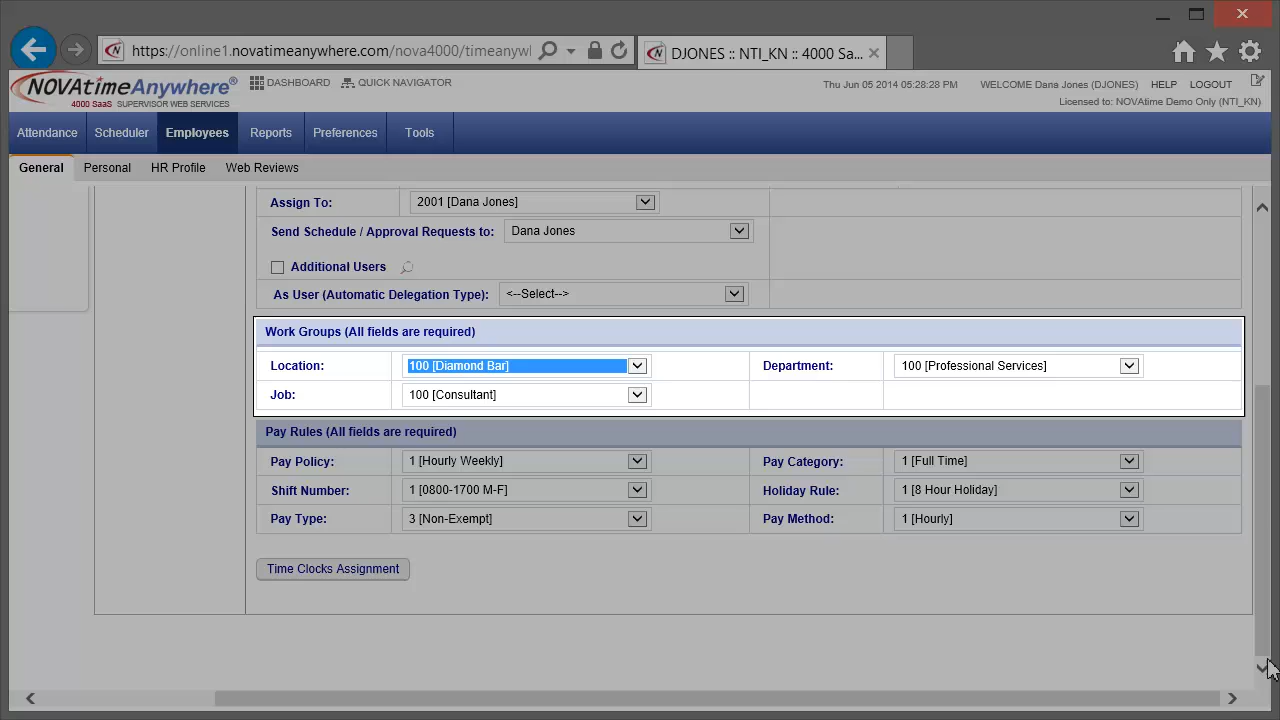 https://online1.novatimeanywhere.com/nova4000/timeanywl
DJONES :: NTI_KN :: 4000 Saa...
NOVAtimeAnywhere®
4000 SaaS SUPERVISOR WEB SERVICES
DASHBOARD QUICK NAVIGATOR
Thu Jun 05 2014 05:28:28 PM WELCOME Dana Jones (DJONES) HELP LOGOUT
Licensed to: NOVAtime Demo Only (NTI_KN)
Attendance Scheduler Employees Reports Preferences Tools
General Personal HR Profile Web Reviews
Assign To: 2001 [Dana Jones]
Send Schedule / Approval Requests to: Dana Jones
Additional Users
As User (Automatic Delegation Type): <--Select-->
Work Groups (All fields are required)
Location: 100 [Diamond Bar] Department: 100 [Professional Services]
Job: 100 [Consultant]
Pay Rules (All fields are required)
Pay Policy: 1 [Hourly Weekly] Pay Category: 1 [Full Time]
Shift Number: 1 [0800-1700 M-F] Holiday Rule: 1 [8 Hour Holiday]
Pay Type: 3 [Non-Exempt] Pay Method: 1 [Hourly]
Time Clocks Assignment